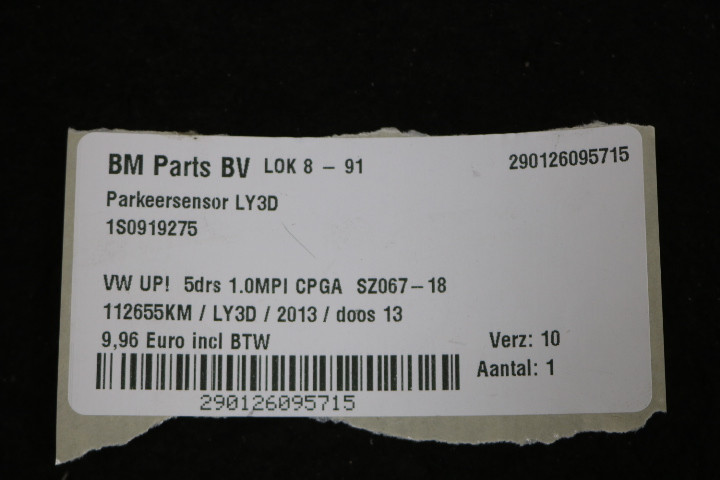 BM Parts BV LOK 8 - 91 290126095715
Parkeersensor LY3D
1S0919275
VW UP! 5drs 1.0MPI CPGA SZ067-18
112655KM / LY3D / 2013 / doos 13
9,96 Euro incl BTW Verz: 10
Aantal: 1
290126095715